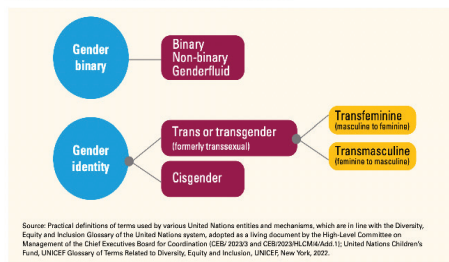 Gender
binary
Binary
Non-binary
Genderfluid
Gender
identity
Trans or transgender
(formerly transsexual)
Cisgender
Transfeminine
(masculine to feminine)
Transmasculine
(feminine to masculine)
Source: Practical definitions of terms used by various United Nations entities and mechanisms, which are in line with the Diversity,
Equity and Inclusion Glossary of the United Nations system, adopted as a living document by the High-Level Committee on
Management of the Chief Executives Board for Coordination (CEB/ 2023/3 and CEB/2023/HLCM/4/Add.1); United Nations Children's
Fund, UNICEF Glossary of Terms Related to Diversity, Equity and Inclusion, UNICEF, New York, 2022.